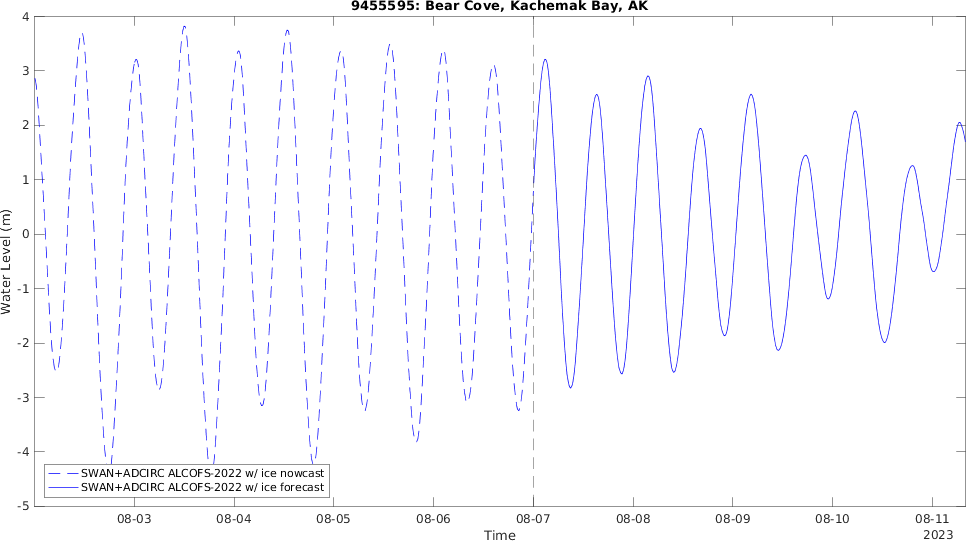 9455595: Bear Cove, Kachemak Bay, AK
4
3
2
1
0
-1
-2
-3
-4
-5
Water Level (m)
SWAN+ADCIRC ALCOFS-2022 w/ ice nowcast
SWAN+ADCIRC ALCOFS-2022 w/ ice forecast
08-03 08-04 08-05 08-06 08-07 08-08 08-09 08-10 08-11
Time
2023